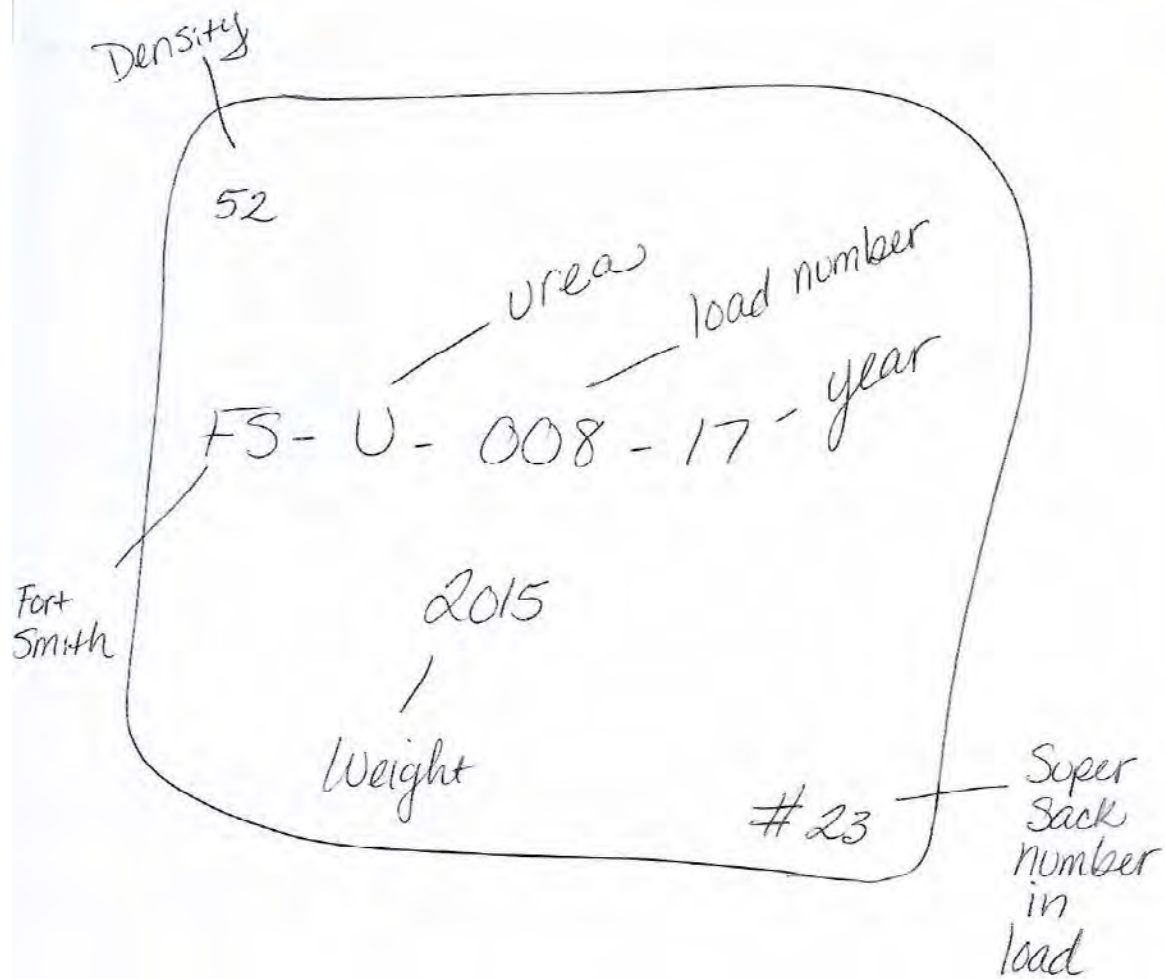 Density
52
urea
load number
FS - U - 008 - 17 - year
Fort
Smith
2015
Weight
#23
Super
Sack
number
in
load